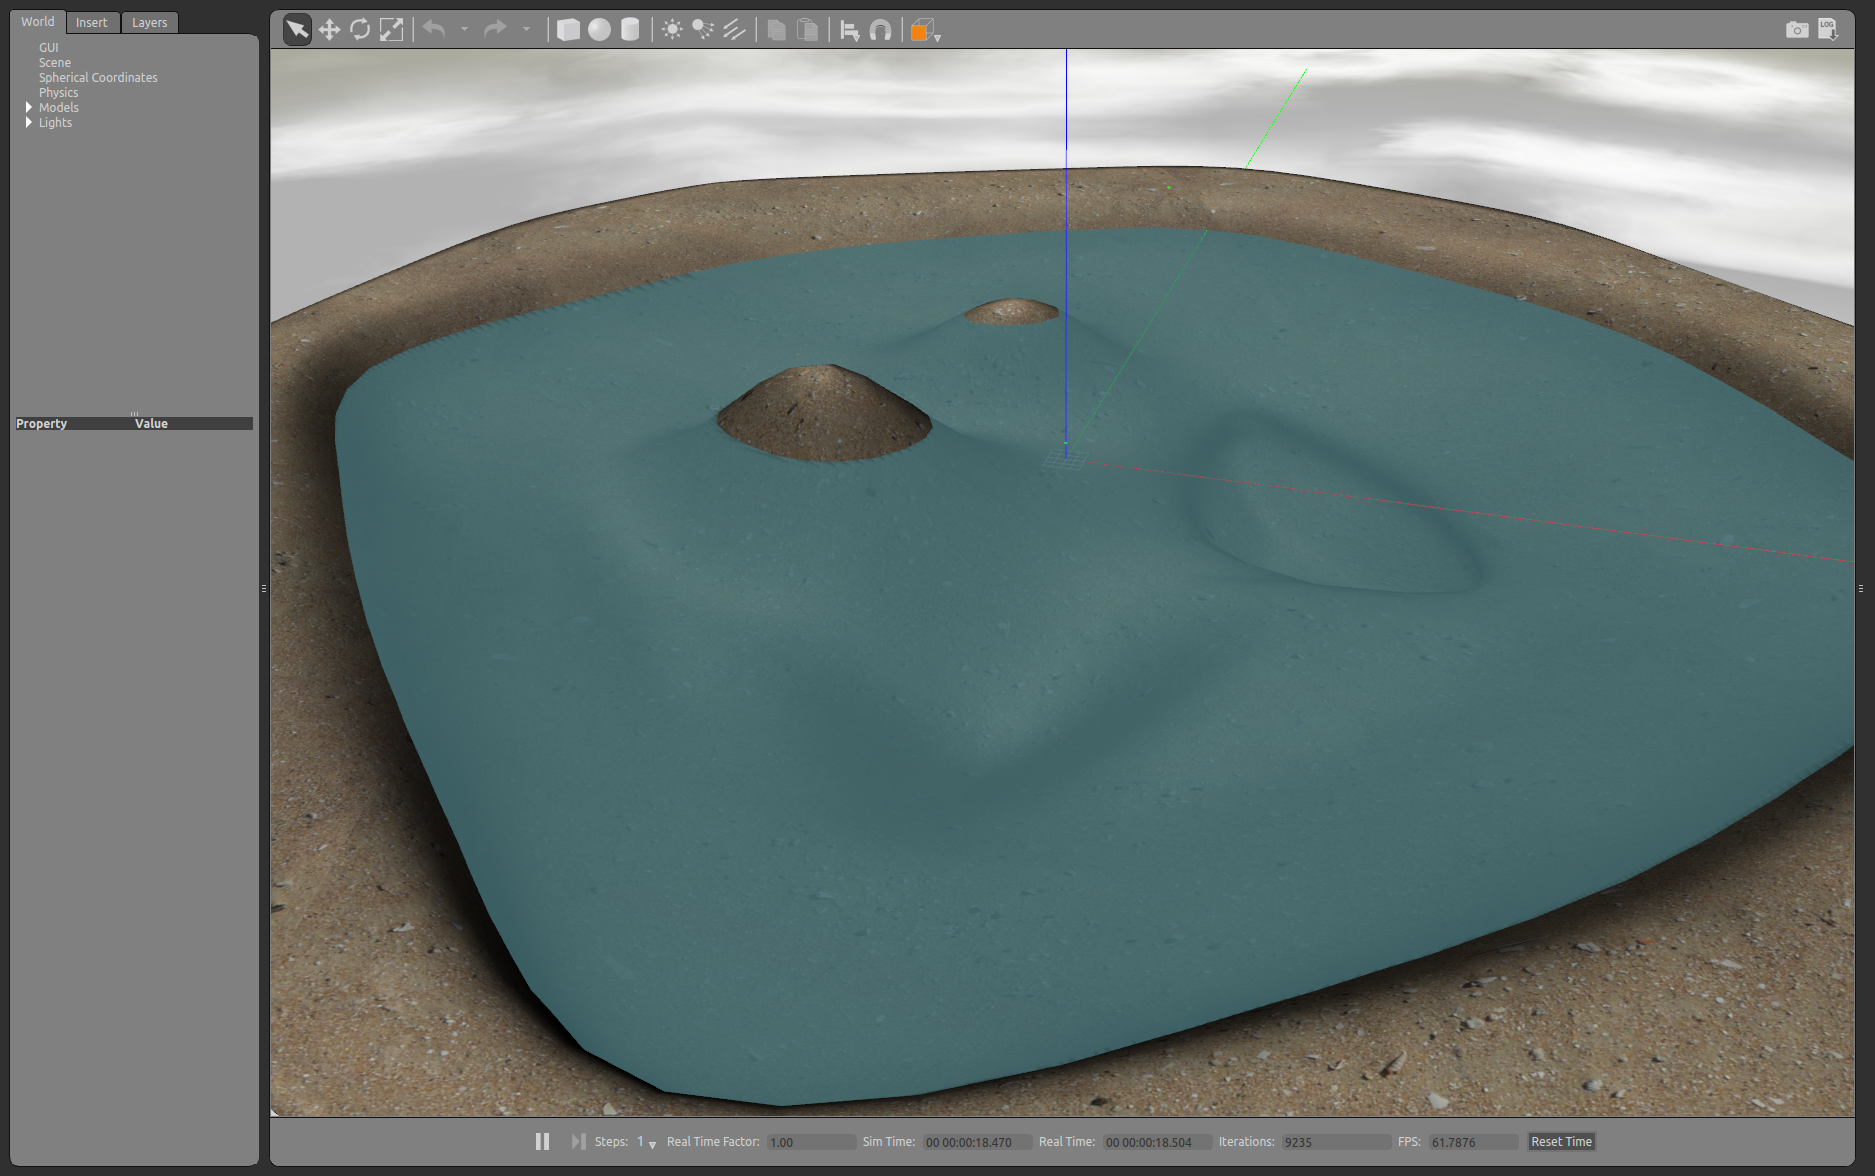 World Insert Layers
GUI
Scene
Spherical Coordinates
Physics
Models
Lights
Property Value
LOG
Steps: 1 Real Time Factor: 1.00 Sim Time: 00 00:00:18.470 Real Time: 00 00:00:18.504 Iterations: 9235 FPS: 61.7876 Reset Time